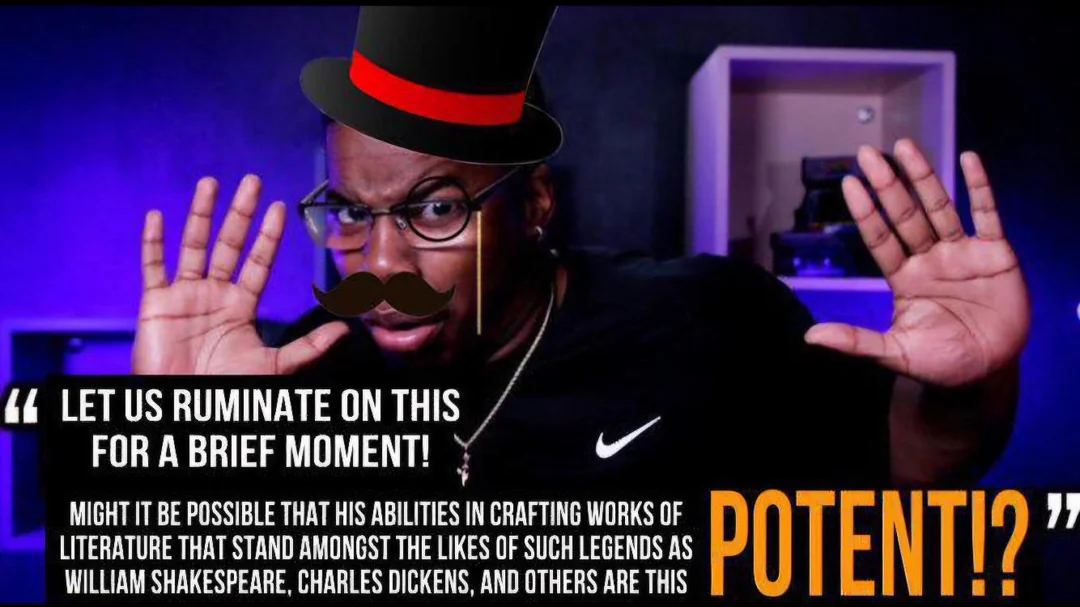 “ LET US RUMINATE ON THIS
FOR A BRIEF MOMENT!
MIGHT IT BE POSSIBLE THAT HIS ABILITIES IN CRAFTING WORKS OF
LITERATURE THAT STAND AMONGST THE LIKES OF SUCH LEGENDS AS
WILLIAM SHAKESPEARE, CHARLES DICKENS, AND OTHERS ARE THIS
POTENT!? ”